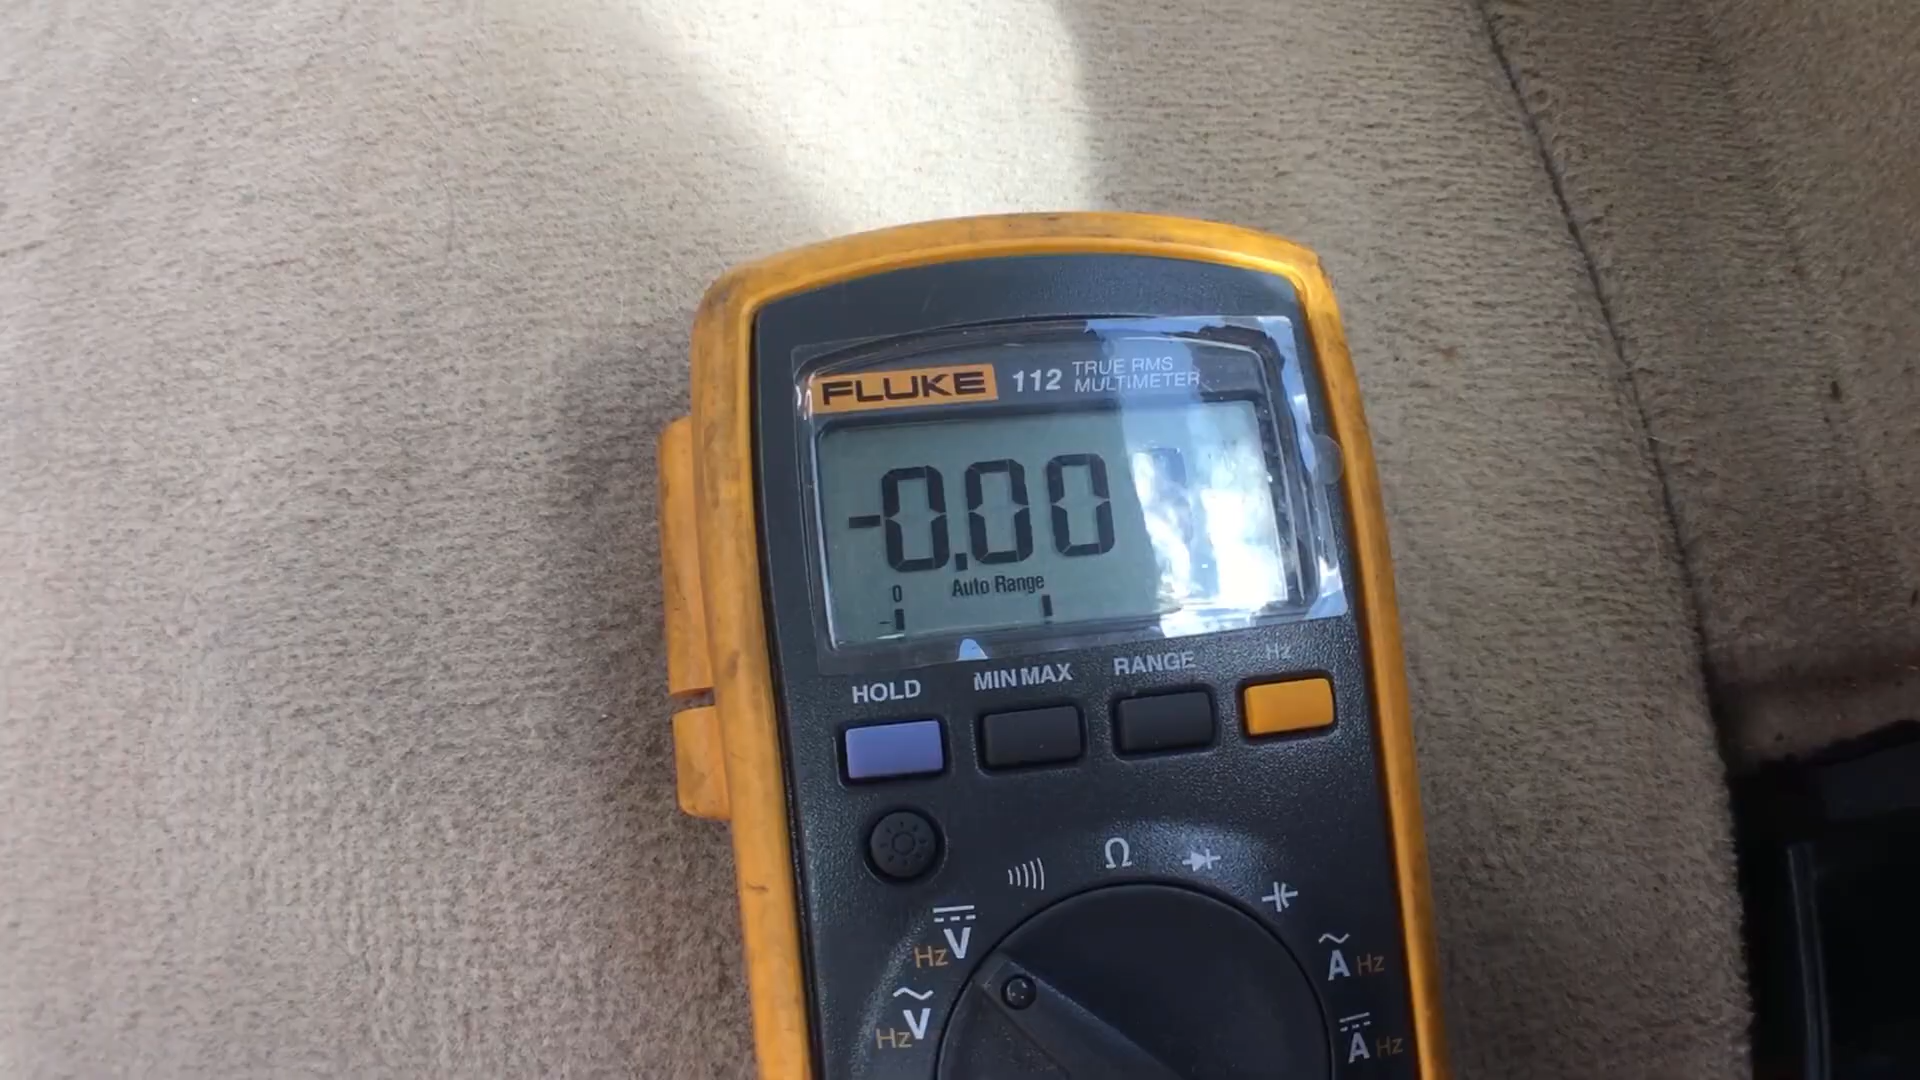 FLUKE 112 TRUE RMS
MULTIMETER
-0.00
0 Auto Range
HOLD MIN MAX RANGE Hz
Ω
V Hz
V Hz
A Hz
A Hz